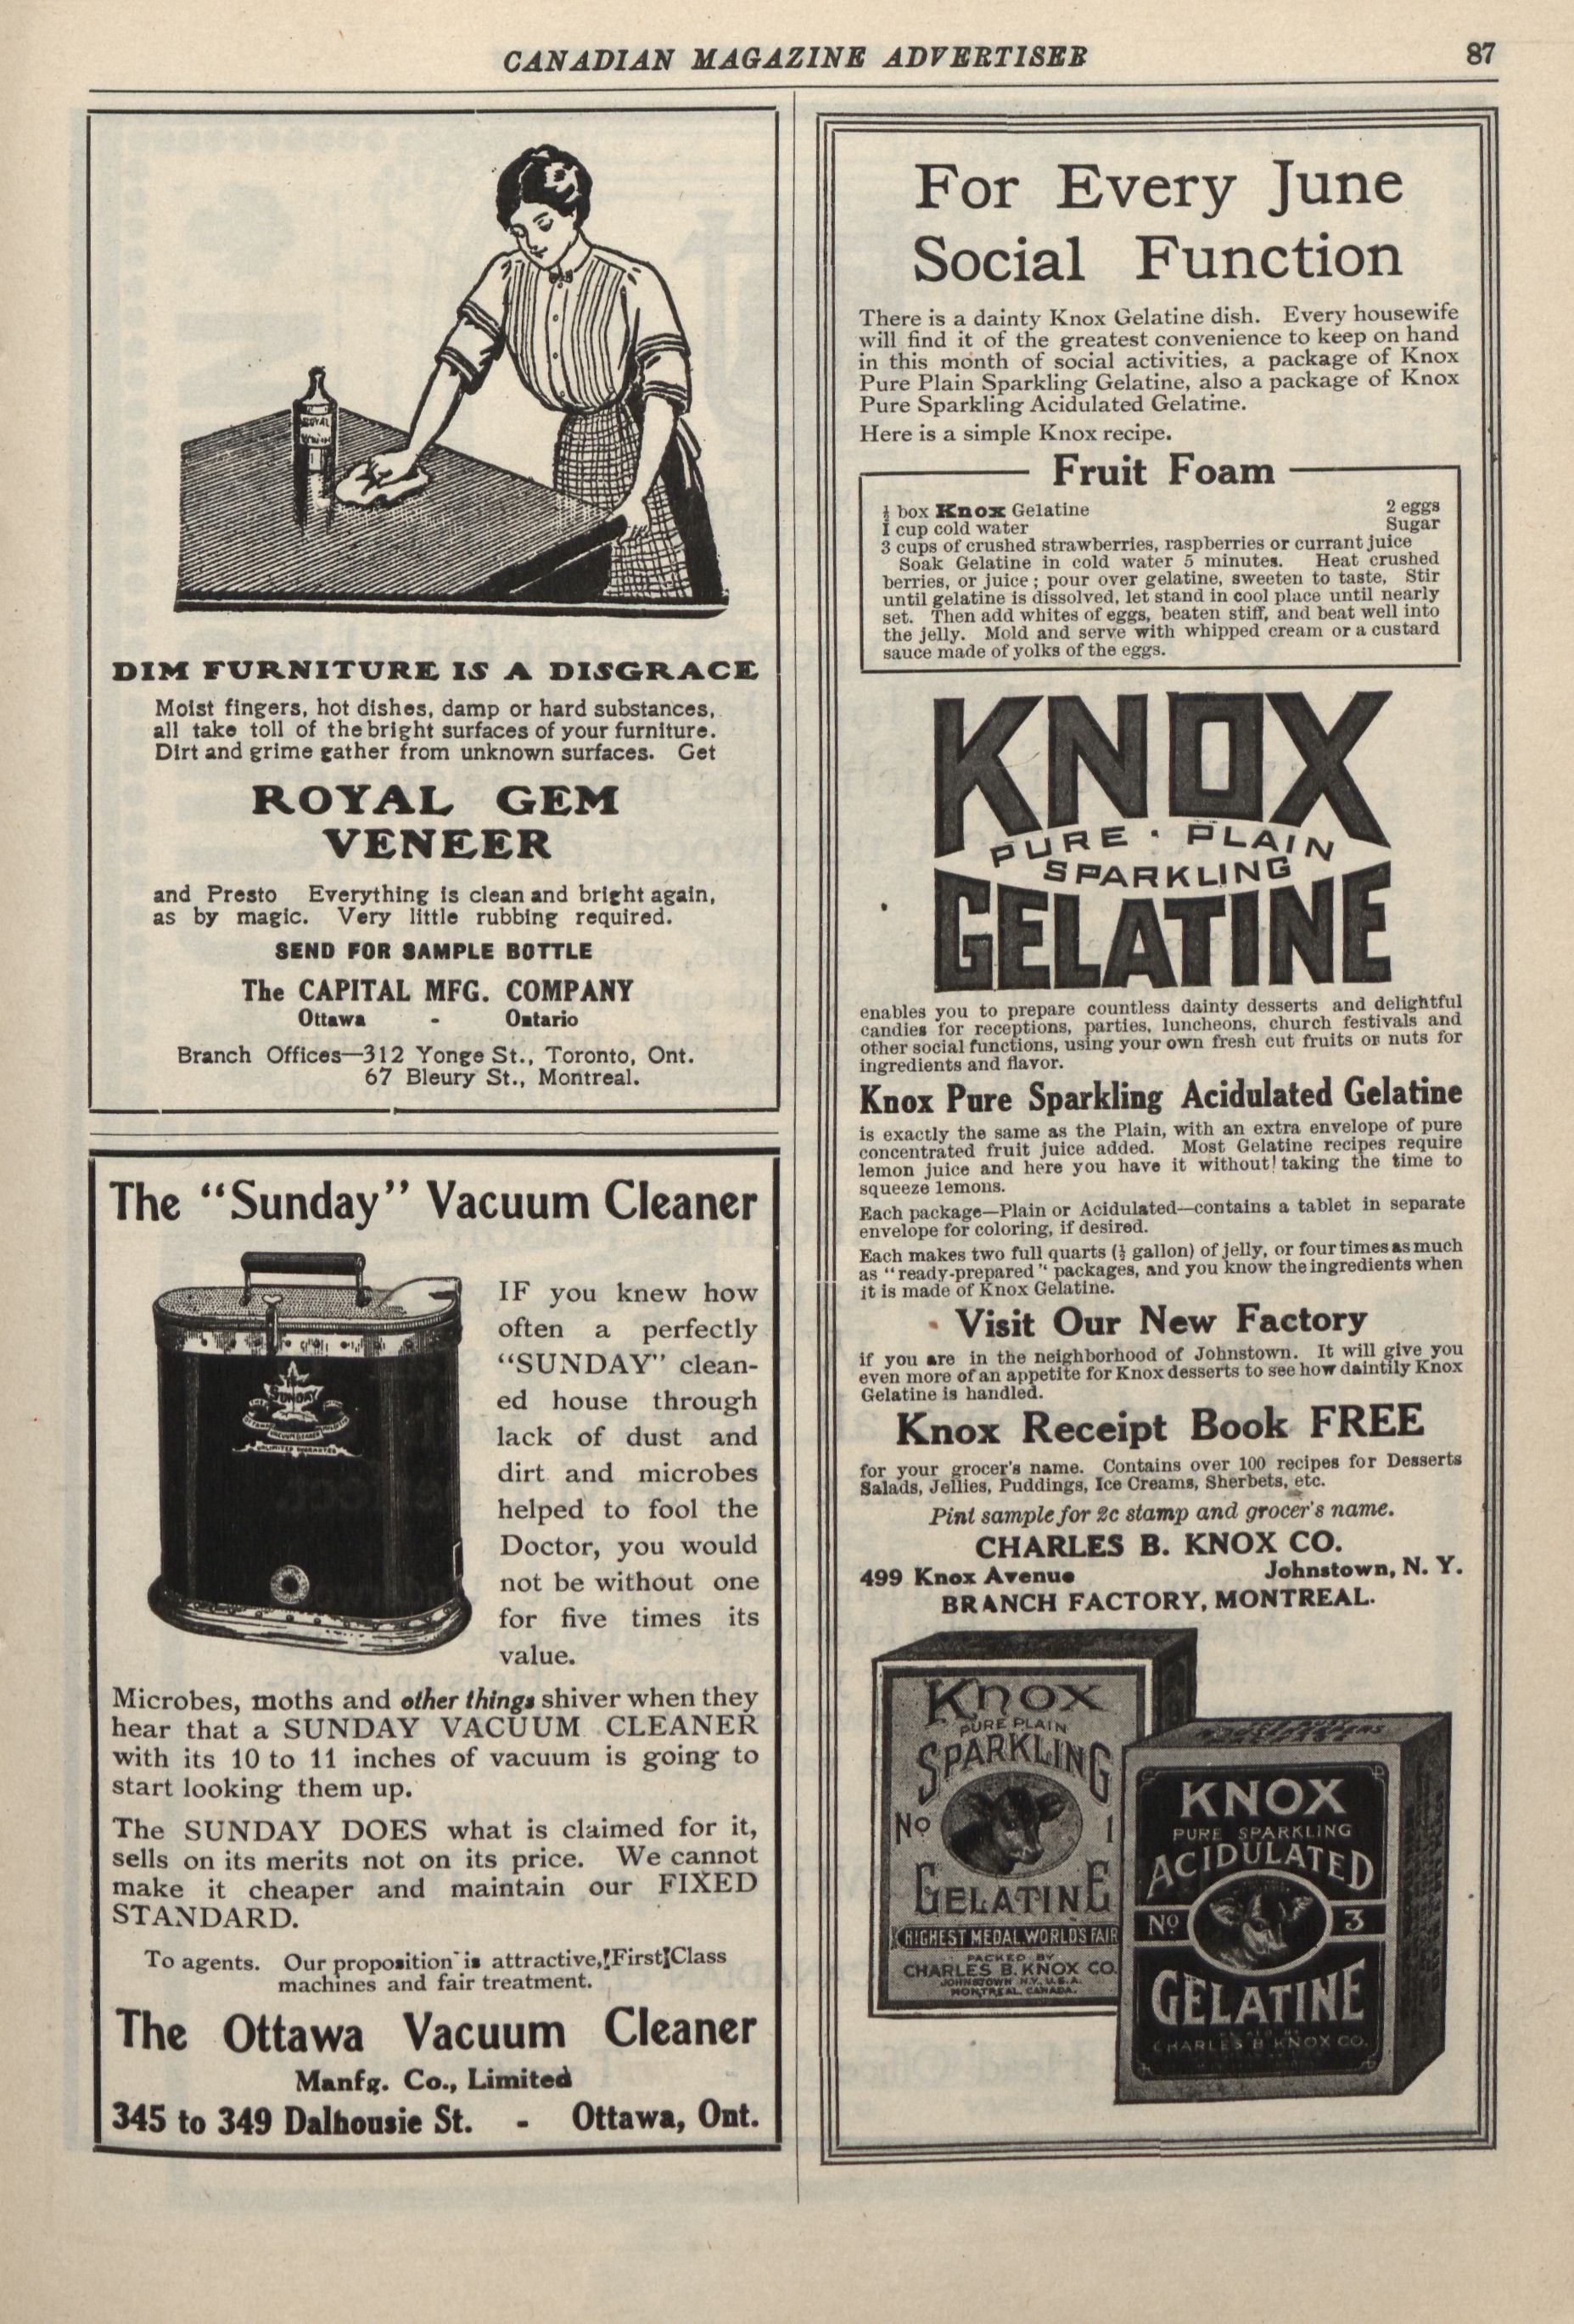 CANADIAN MAGAZINE ADVERTISER
87
ROYAL
DIM FURNITURE IS A DISGRACE
Moist fingers, hot dishes, damp or hard substances,
all take toll of the bright surfaces of your furniture.
Dirt and grime gather from unknown surfaces. Get
ROYAL GEM
VENEER
and Presto Everything is clean and bright again,
as by magic. Very little rubbing required.
SEND FOR SAMPLE BOTTLE
The CAPITAL MFG. COMPANY
Ottawa - Ontario
Branch Offices—312 Yonge St., Toronto, Ont.
67 Bleury St., Montreal.
The "Sunday" Vacuum Cleaner
SUNDAY
IF you knew how
often a perfectly
"SUNDAY" clean-
ed house through
lack of dust and
dirt and microbes
helped to fool the
Doctor, you would
not be without one
for five times its
value.
Microbes, moths and other things shiver when they
hear that a SUNDAY VACUUM CLEANER
with its 10 to 11 inches of vacuum is going to
start looking them up.
The SUNDAY DOES what is claimed for it,
sells on its merits not on its price. We cannot
make it cheaper and maintain our FIXED
STANDARD.
To agents. Our proposition is attractive, First Class
machines and fair treatment.
The Ottawa Vacuum Cleaner
Manfg. Co., Limited
345 to 349 Dalhousie St. - Ottawa, Ont.
For Every June
Social Function
There is a dainty Knox Gelatine dish. Every housewife
will find it of the greatest convenience to keep on hand
in this month of social activities, a package of Knox
Pure Plain Sparkling Gelatine, also a package of Knox
Pure Sparkling Acidulated Gelatine.
Here is a simple Knox recipe.
Fruit Foam
½ box Knox Gelatine 2 eggs
1 cup cold water Sugar
3 cups of crushed strawberries, raspberries or currant juice
Soak Gelatine in cold water 5 minutes. Heat crushed
berries, or juice; pour over gelatine, sweeten to taste, Stir
until gelatine is dissolved, let stand in cool place until nearly
set. Then add whites of eggs, beaten stiff, and beat well into
the jelly. Mold and serve with whipped cream or a custard
sauce made of yolks of the eggs.
KNOX
PURE · PLAIN
SPARKLING
GELATINE
enables you to prepare countless dainty desserts and delightful
candies for receptions, parties, luncheons, church festivals and
other social functions, using your own fresh cut fruits or nuts for
ingredients and flavor.
Knox Pure Sparkling Acidulated Gelatine
is exactly the same as the Plain, with an extra envelope of pure
concentrated fruit juice added. Most Gelatine recipes require
lemon juice and here you have it without! taking the time to
squeeze lemons.
Each package—Plain or Acidulated—contains a tablet in separate
envelope for coloring, if desired.
Each makes two full quarts (½ gallon) of jelly, or four times as much
as "ready-prepared" packages, and you know the ingredients when
it is made of Knox Gelatine.
Visit Our New Factory
if you are in the neighborhood of Johnstown. It will give you
even more of an appetite for Knox desserts to see how daintily Knox
Gelatine is handled.
Knox Receipt Book FREE
for your grocer's name. Contains over 100 recipes for Desserts
Salads, Jellies, Puddings, Ice Creams, Sherbets, etc.
Pint sample for 2c stamp and grocer's name.
CHARLES B. KNOX CO.
499 Knox Avenue Johnstown, N. Y.
BRANCH FACTORY, MONTREAL.
KNOX
PURE PLAIN
SPARKLING
No 1
GELATINE
HIGHEST MEDAL WORLD'S FAIR
PACKED BY
CHARLES B. KNOX CO.
JOHNSTOWN N.Y. U.S.A.
MONTREAL, CANADA.
KNOX
PURE SPARKLING
ACIDULATED
No 3
GELATINE
CHARLES B KNOX CO.